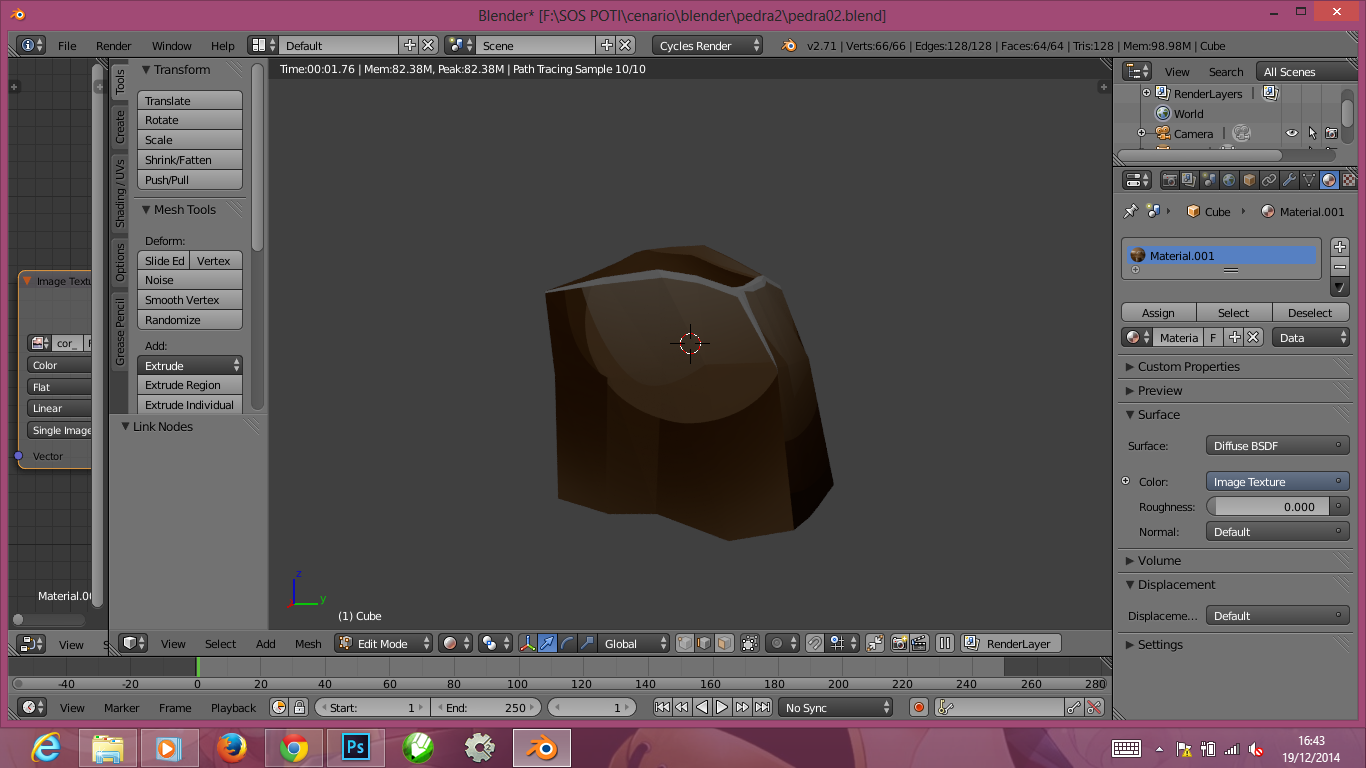 Blender* [F:\SOS POTI\cenario\blender\pedra2\pedra02.blend]
File Render Window Help Default Scene Cycles Render v2.71 | Verts:66/66 | Edges:128/128 | Faces:64/64 | Tris:128 | Mem:98.98M | Cube
Time:00:01.76 | Mem:82.38M, Peak:82.38M | Path Tracing Sample 10/10
Tools
Create
Shading / UVs
Options
Grease Pencil
Transform
Translate
Rotate
Scale
Shrink/Fatten
Push/Pull
Mesh Tools
Deform:
Slide Ed Vertex
Noise
Smooth Vertex
Randomize
Add:
Extrude
Extrude Region
Extrude Individual
Link Nodes
Image Textu
cor_ F
Color
Flat
Linear
Single Image
Vector
Material.00
View S
z
y
(1) Cube
View Select Add Mesh Edit Mode Global RenderLayer
View Search All Scenes
RenderLayers
World
Camera
Cube Material.001
Material.001
Assign Select Deselect
Materia F Data
Custom Properties
Preview
Surface
Surface: Diffuse BSDF
Color: Image Texture
Roughness: 0.000
Normal: Default
Volume
Displacement
Displaceme... Default
Settings
-40 -20 0 20 40 60 80 100 120 140 160 180 200 220 240 260 280
View Marker Frame Playback Start: 1 End: 250 1 No Sync
Ps
16:43
19/12/2014